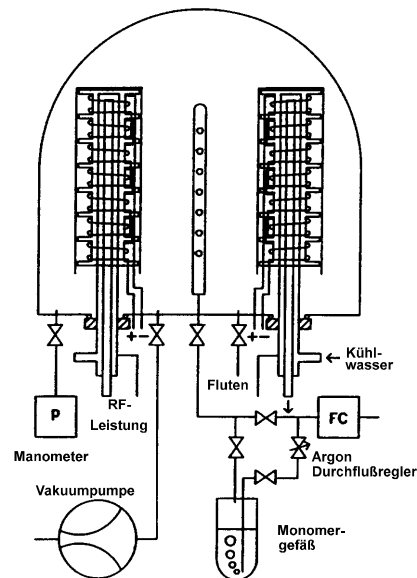 + -
+ -
Kühl-
wasser
Fluten
P
RF-
Leistung
FC
Manometer
Argon
Durchflußregler
Vakuumpumpe
Monomer-
gefäß